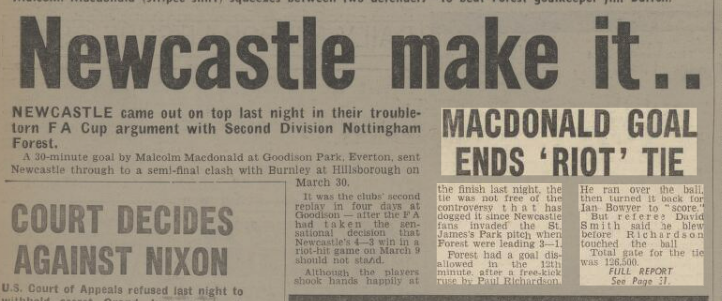 Newcastle make it..
NEWCASTLE came out on top last night in their trouble-
torn FA Cup argument with Second Division Nottingham
Forest.
A 30-minute goal by Malcolm Macdonald at Goodison Park, Everton, sent
Newcastle through to a semi-final clash with Burnley at Hillsborough on
March 30.
It was the clubs' second
replay in four days at
Goodison — after the FA
had taken the sen-
sational decision that
Newcastle's 4—3 win in a
riot-hit game on March 9
should not stand.
Although the players
shook hands happily at
MACDONALD GOAL
ENDS 'RIOT' TIE
the finish last night, the
tie was not free of the
controversy that has
dogged it since Newcastle
fans invaded the St.
James's Park pitch when
Forest were leading 3—1.
Forest had a goal dis-
allowed in the 12th
minute, after a free-kick
ruse by Paul Richardson.
He ran over the ball,
then turned it back for
Ian Bowyer to "score."
But referee David
Smith said he blew
before Richardson
touched the ball
Total gate for the tie
was 126,500.
FULL REPORT
See Page 31.
COURT DECIDES
AGAINST NIXON
U.S. Court of Appeals refused last night to